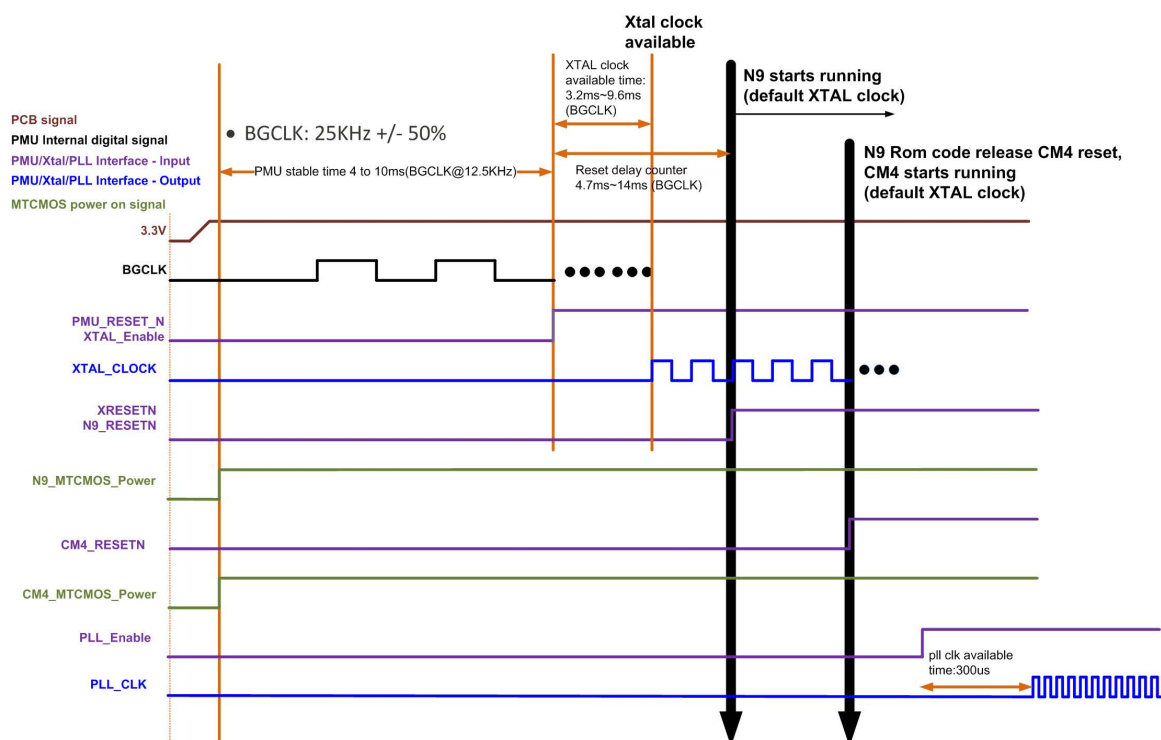 Xtal clock
available
XTAL clock
available time:
3.2ms~9.6ms
(BGCLK)
N9 starts running
(default XTAL clock)
PCB signal
PMU Internal digital signal
PMU/Xtal/PLL Interface - Input
PMU/Xtal/PLL Interface - Output
MTCMOS power on signal
● BGCLK: 25KHz +/- 50%
PMU stable time 4 to 10ms(BGCLK@12.5KHz)
Reset delay counter
4.7ms~14ms (BGCLK)
N9 Rom code release CM4 reset,
CM4 starts running
(default XTAL clock)
3.3V
BGCLK
PMU_RESET_N
XTAL_Enable
XTAL_CLOCK
XRESETN
N9_RESETN
N9_MTCMOS_Power
CM4_RESETN
CM4_MTCMOS_Power
PLL_Enable
pll clk available
time:300us
PLL_CLK